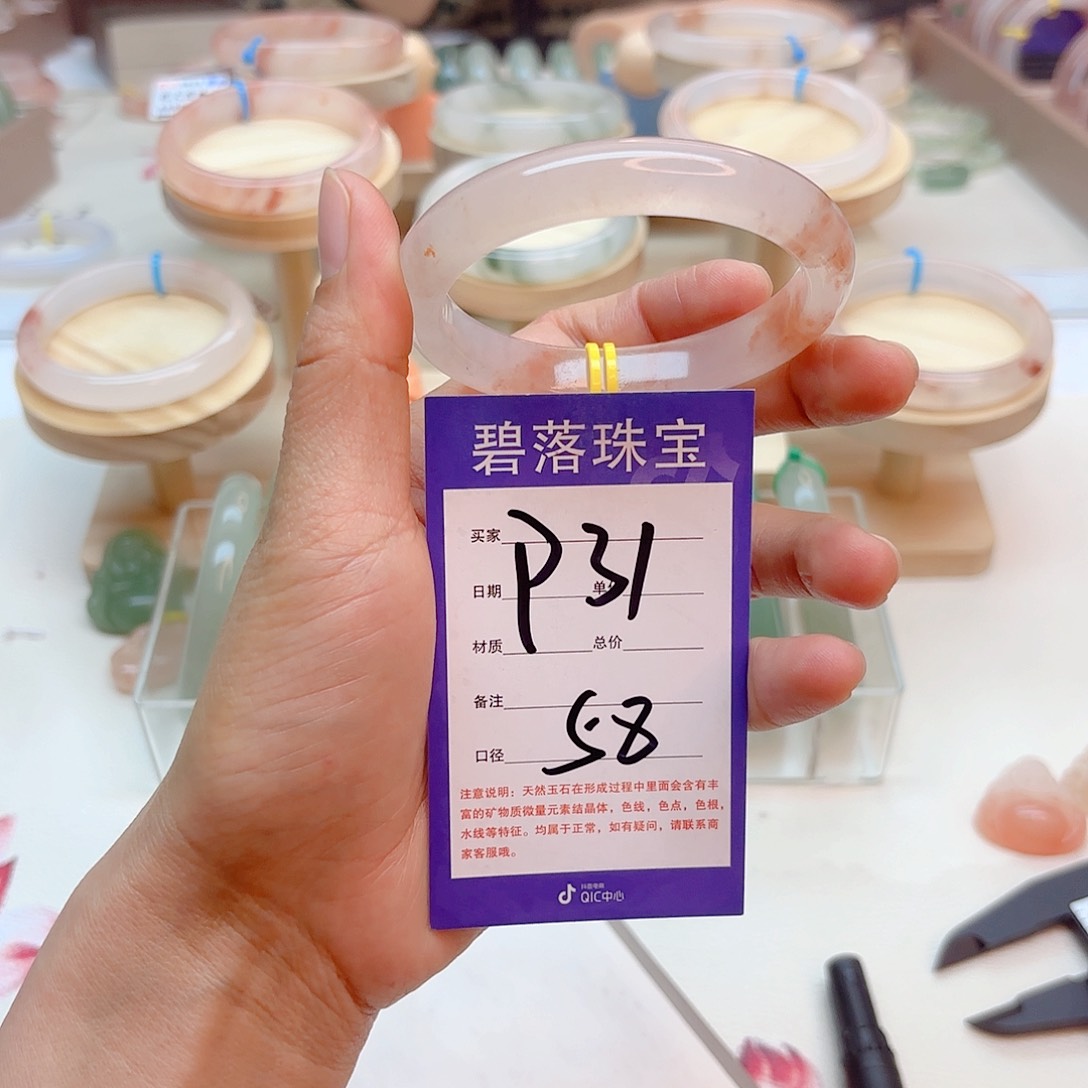 碧落珠宝
买家
P31
日期
材质 总价
备注
58
口径
注意说明：天然玉石在形成过程中里面会含有丰
富的矿物质微量元素结晶体，色线，色点，色根，
水线等特征。均属于正常，如有疑问，请联系商
家客服哦。
抖音电商
QIC中心